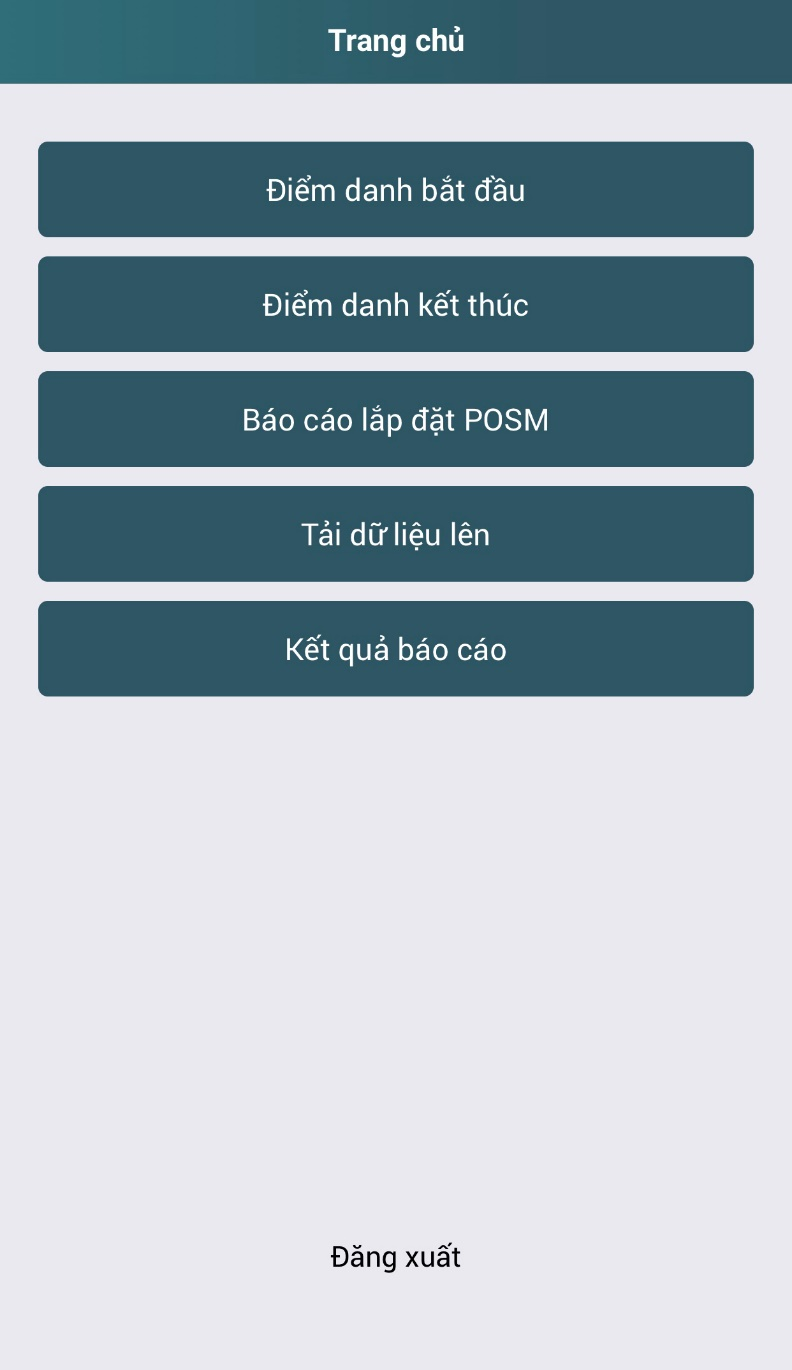 Trang chủ
Điểm danh bắt đầu
Điểm danh kết thúc
Báo cáo lắp đặt POSM
Tải dữ liệu lên
Kết quả báo cáo
Đăng xuất